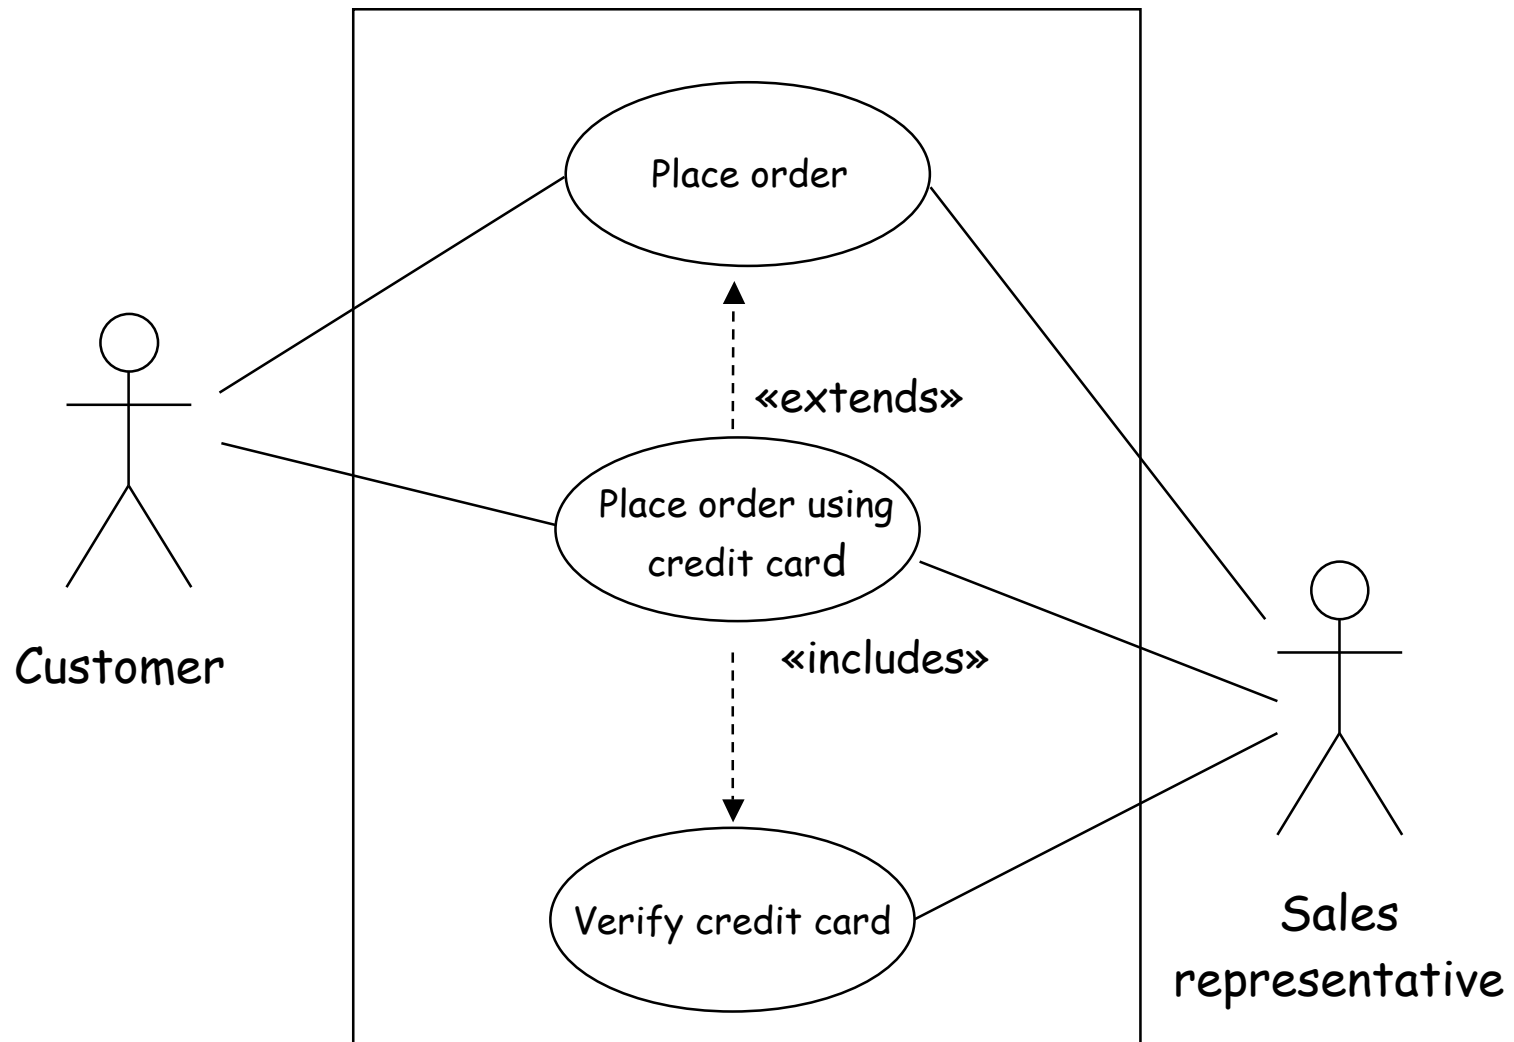 Place order
«extends»
Place order using
credit card
Customer
«includes»
Verify credit card
Sales
representative